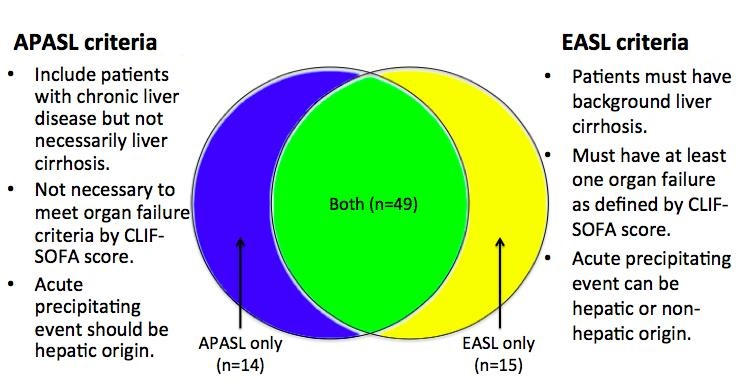 APASL criteria
• Include patients
with chronic liver
disease but not
necessarily liver
cirrhosis.
• Not necessary to
meet organ failure
criteria by CLIF-
SOFA score.
• Acute
precipitating
event should be
hepatic origin.
Both (n=49)
APASL only
(n=14)
EASL only
(n=15)
EASL criteria
• Patients must have
background liver
cirrhosis.
• Must have at least
one organ failure
as defined by CLIF-
SOFA score.
• Acute precipitating
event can be
hepatic or non-
hepatic origin.